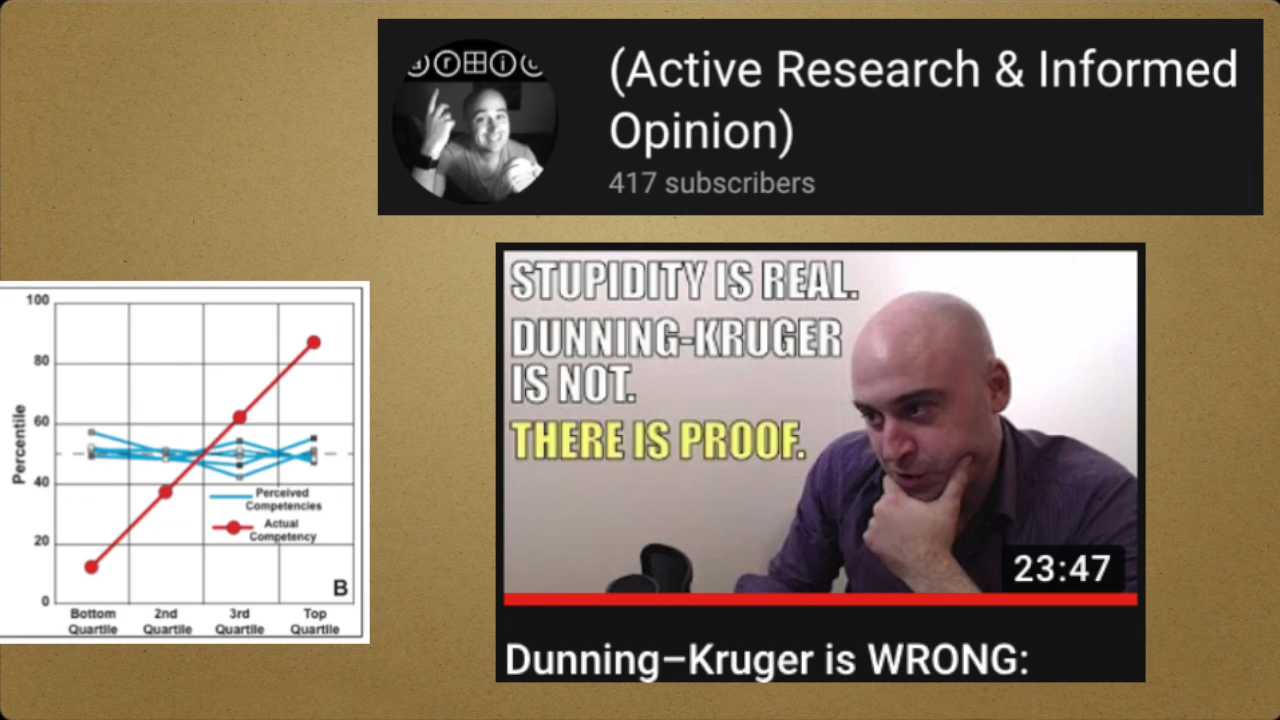 (Active Research & Informed
Opinion)
417 subscribers
STUPIDITY IS REAL.
DUNNING-KRUGER
IS NOT.
THERE IS PROOF.
23:47
Dunning–Kruger is WRONG:
100
80
60
40
20
0
Percentile
Perceived
Competencies
Actual
Competency
B
Bottom
Quartile
2nd
Quartile
3rd
Quartile
Top
Quartile